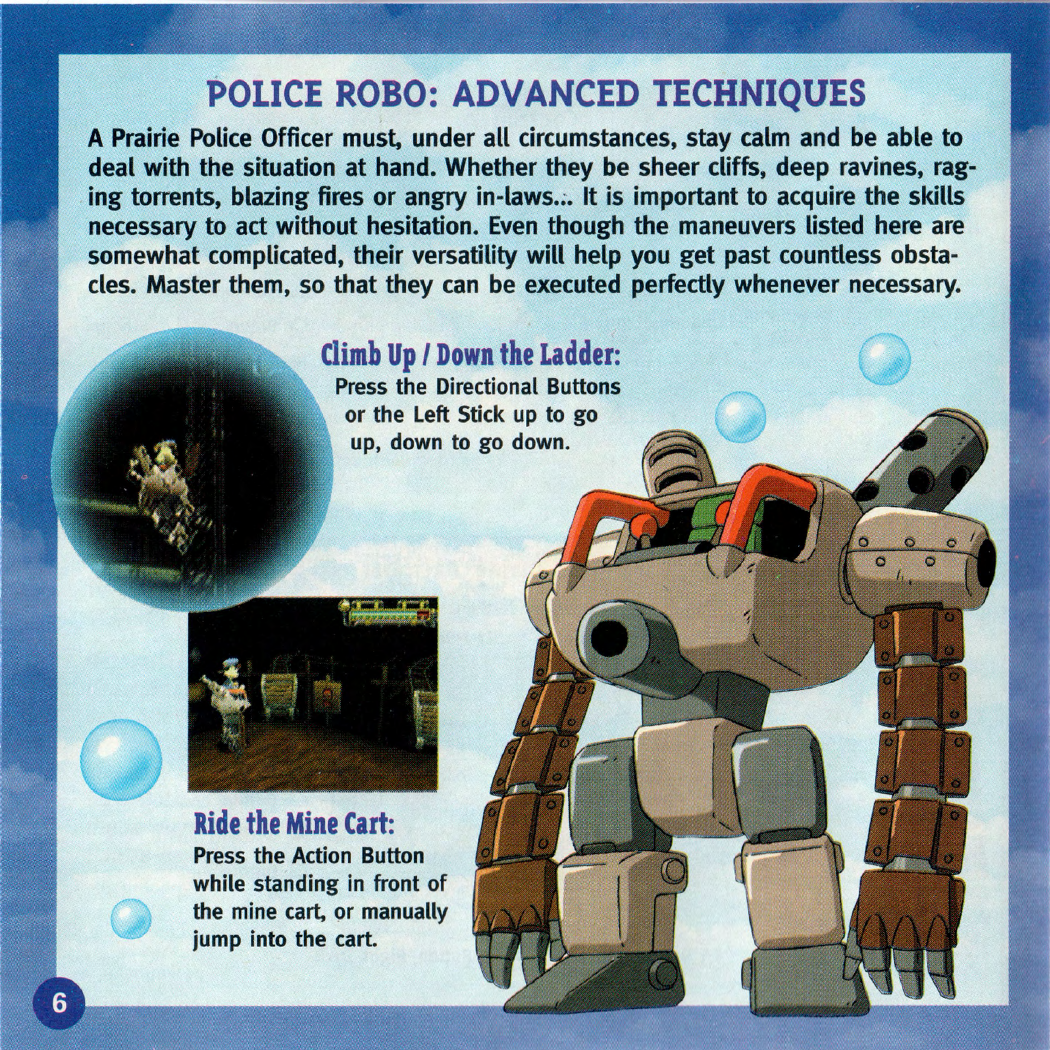 POLICE ROBO: ADVANCED TECHNIQUES
A Prairie Police Officer must, under all circumstances, stay calm and be able to
deal with the situation at hand. Whether they be sheer cliffs, deep ravines, rag-
ing torrents, blazing fires or angry in-laws... It is important to acquire the skills
necessary to act without hesitation. Even though the maneuvers listed here are
somewhat complicated, their versatility will help you get past countless obsta-
cles. Master them, so that they can be executed perfectly whenever necessary.
Climb Up / Down the Ladder:
Press the Directional Buttons
or the Left Stick up to go
up, down to go down.
Ride the Mine Cart:
Press the Action Button
while standing in front of
the mine cart, or manually
jump into the cart.
6